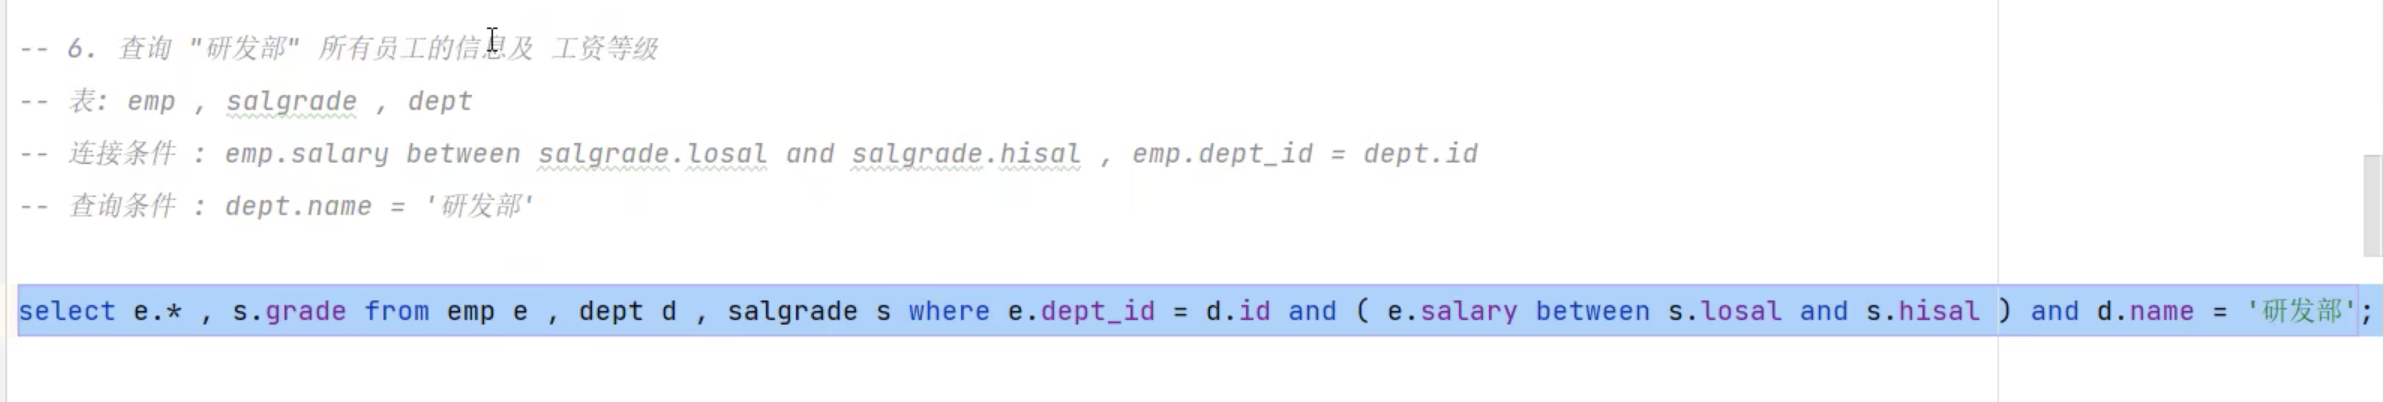 -- 6. 查询 "研发部" 所有员工的信息及 工资等级
-- 表: emp , salgrade , dept
-- 连接条件 : emp.salary between salgrade.losal and salgrade.hisal , emp.dept_id = dept.id
-- 查询条件 : dept.name = '研发部'
select e.* , s.grade from emp e , dept d , salgrade s where e.dept_id = d.id and ( e.salary between s.losal and s.hisal ) and d.name = '研发部';